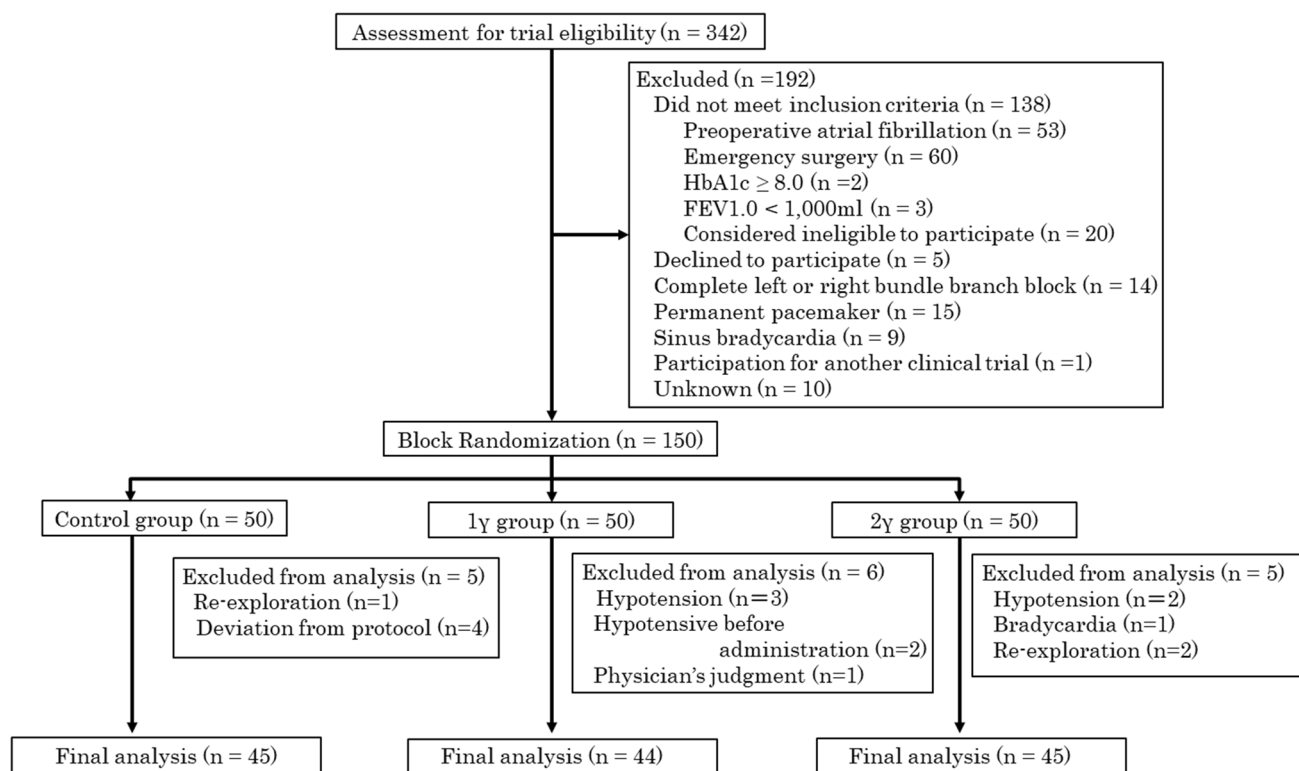 Assessment for trial eligibility (n = 342)
Excluded (n =192)
Did not meet inclusion criteria (n = 138)
Preoperative atrial fibrillation (n = 53)
Emergency surgery (n = 60)
HbA1c ≥ 8.0 (n =2)
FEV1.0 < 1,000ml (n = 3)
Considered ineligible to participate (n = 20)
Declined to participate (n = 5)
Complete left or right bundle branch block (n = 14)
Permanent pacemaker (n = 15)
Sinus bradycardia (n = 9)
Participation for another clinical trial (n =1)
Unknown (n = 10)
Block Randomization (n = 150)
Control group (n = 50)
1γ group (n = 50)
2γ group (n = 50)
Excluded from analysis (n = 5)
Re-exploration (n=1)
Deviation from protocol (n=4)
Excluded from analysis (n = 6)
Hypotension (n＝3)
Hypotensive before
administration (n=2)
Physician’s judgment (n=1)
Excluded from analysis (n = 5)
Hypotension (n＝2)
Bradycardia (n=1)
Re-exploration (n=2)
Final analysis (n = 45)
Final analysis (n = 44)
Final analysis (n = 45)